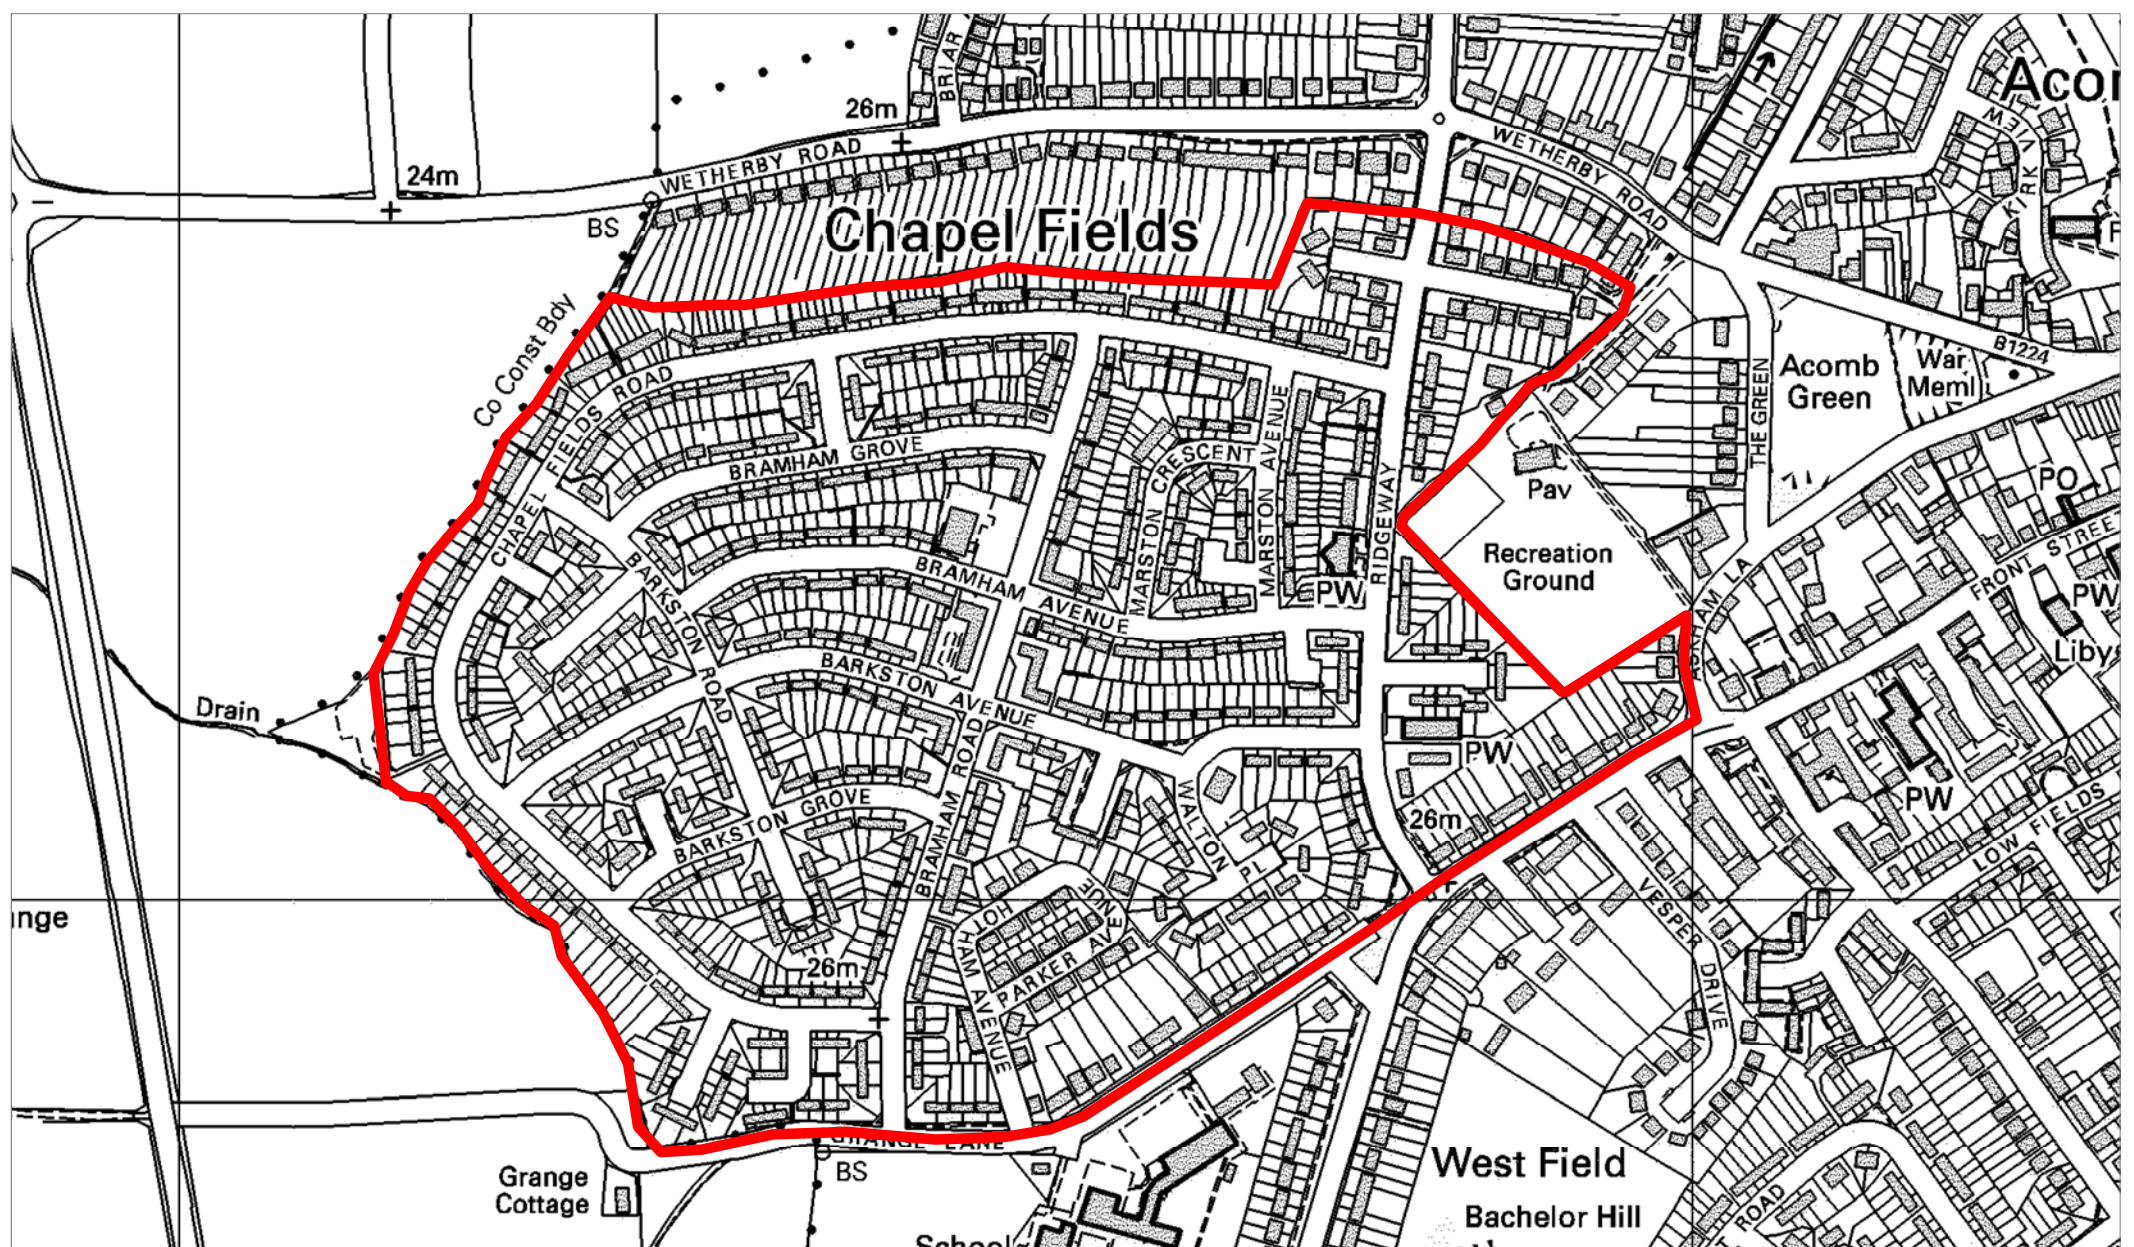 BRIAR
Acor
26m
WETHERBY ROAD
WETHERBY ROAD
KIRK VIEW
24m
BS
Chapel Fields
Co Const Bdy
B1224
War
Meml
Acomb
Green
THE GREEN
CHAPEL FIELDS ROAD
BRAMHAM GROVE
MARSTON CRESCENT
MARSTON AVENUE
RIDGEWAY
Pav
PO
FRONT STREE
Recreation
Ground
BARKSTON ROAD
BRAMHAM AVENUE
PW
PW
Liby
BARKSTON AVENUE
Drain
PW
PW
26m
BRAMHAM ROAD
BARKSTON GROVE
WALTON PL
LOW FIELDS
VESPER DRIVE
HOTHAM AVENUE
PARKER AVENUE
nge
26m
GRANGE LANE
BS
Grange
Cottage
West Field
Bachelor Hill
ROAD
School